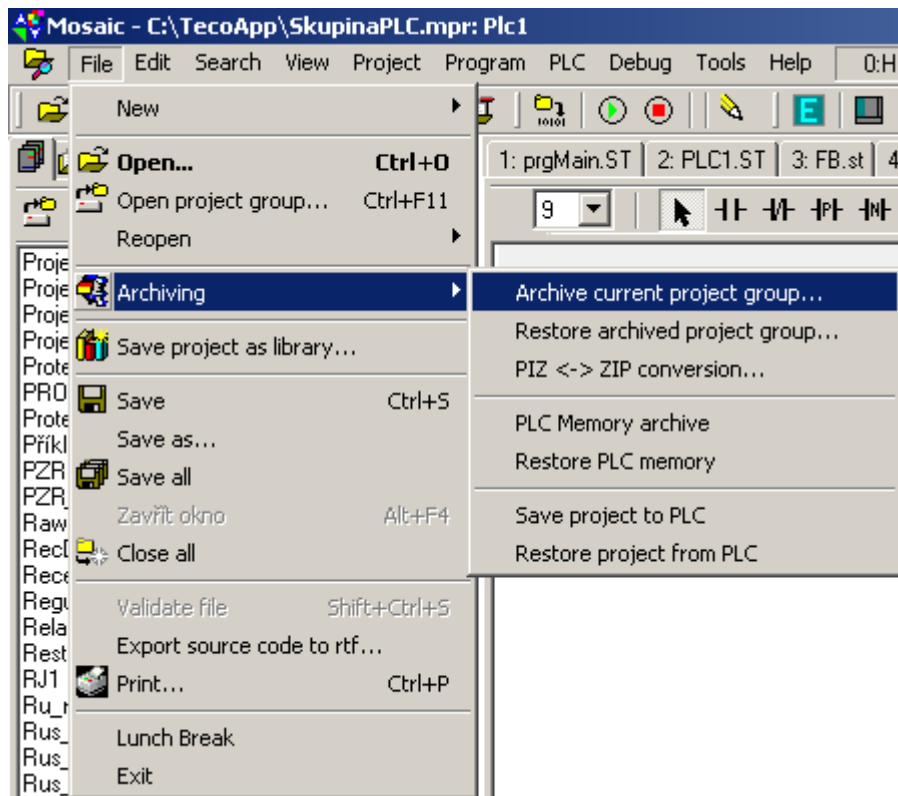 Mosaic - C:\TecoApp\SkupinaPLC.mpr: Plc1
File Edit Search View Project Program PLC Debug Tools Help 0:H
1: prgMain.ST 2: PLC1.ST 3: FB.st 4
9
New
Open... Ctrl+O
Open project group... Ctrl+F11
Reopen
Archiving
Save project as library...
Save Ctrl+S
Save as...
Save all
Zavřít okno Alt+F4
Close all
Validate file Shift+Ctrl+S
Export source code to rtf...
Print... Ctrl+P
Lunch Break
Exit
Archive current project group...
Restore archived project group...
PIZ <-> ZIP conversion...
PLC Memory archive
Restore PLC memory
Save project to PLC
Restore project from PLC
Proje
Proje
Proje
Proje
Prote
PRO
Prote
Příkl
PZR
PZR_
Raw
Rece
Regu
Rela
Rest
RJ1
Rus_
Rus_
Rus_